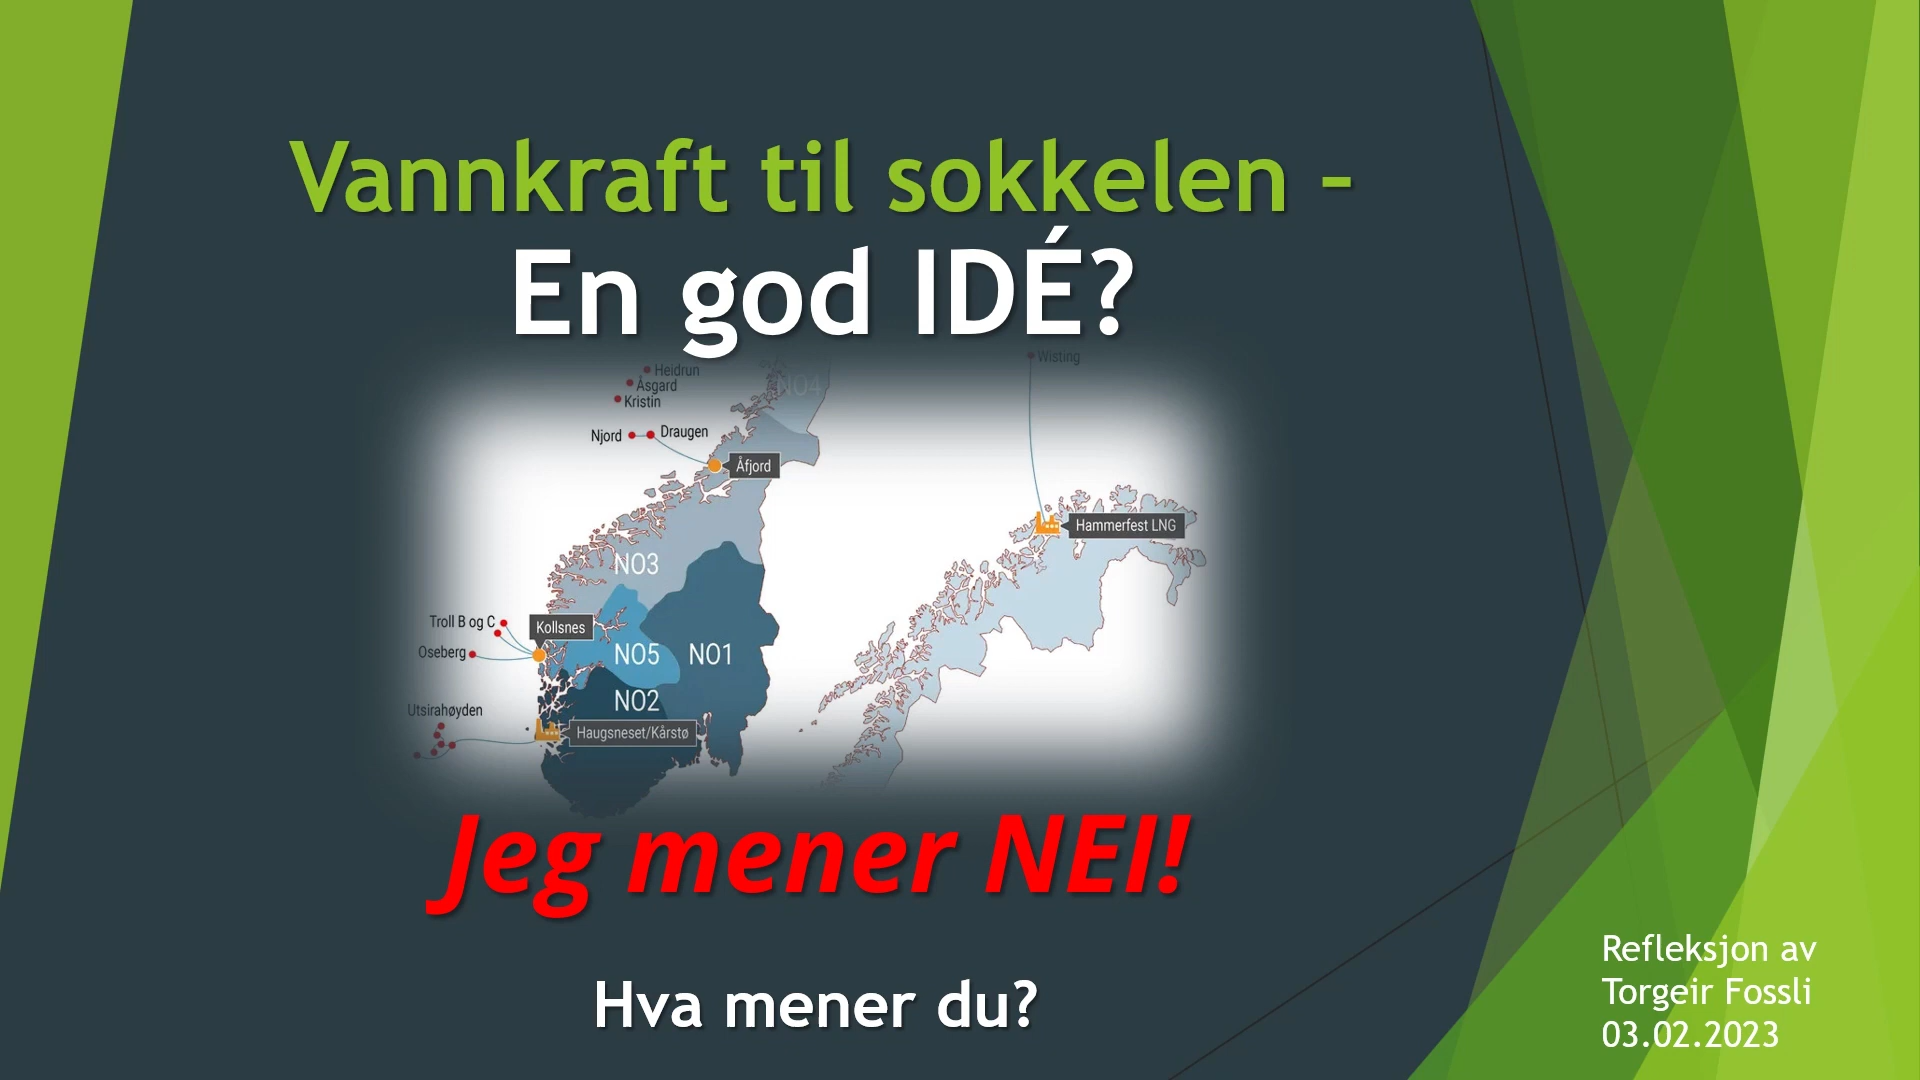 Vannkraft til sokkelen –
En god IDÉ?
Wisting
Heidrun
NO4
Åsgard
Kristin
Njord
Draugen
Åfjord
Hammerfest LNG
NO3
Troll B og C
Kollsnes
Oseberg
NO5
NO1
NO2
Utsirahøyden
Haugsneset/Kårstø
Jeg mener NEI!
Hva mener du?
Refleksjon av
Torgeir Fossli
03.02.2023